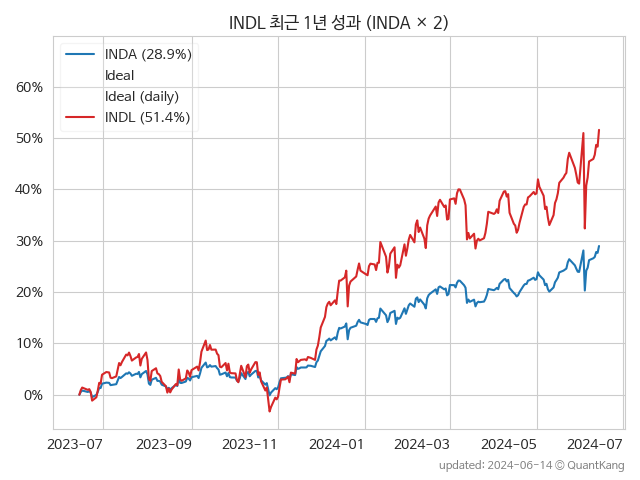 INDL 최근 1년 성과 (INDA × 2)
INDA (28.9%)
Ideal
Ideal (daily)
INDL (51.4%)
60%
50%
40%
30%
20%
10%
0%
2023-07 2023-09 2023-11 2024-01 2024-03 2024-05 2024-07
updated: 2024-06-14 © QuantKang